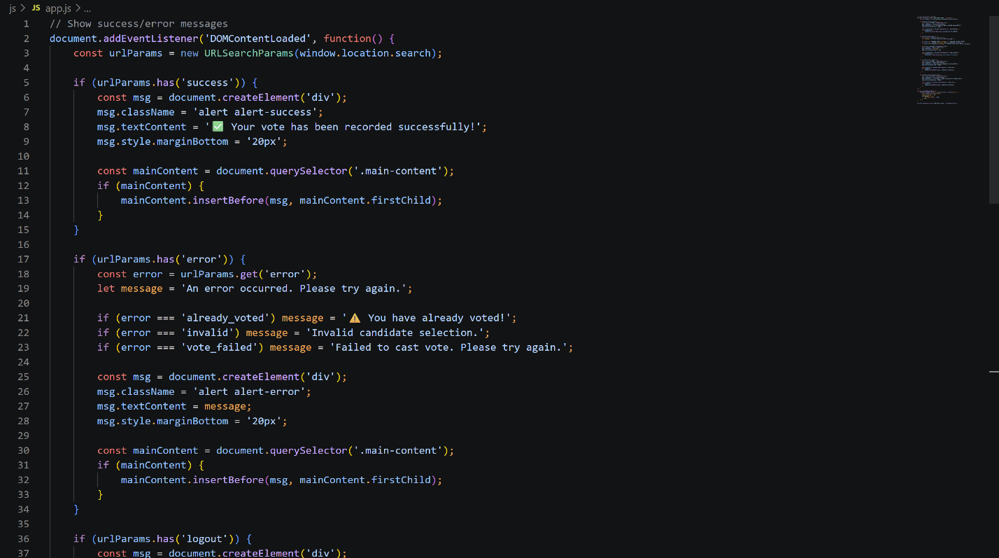 js > JS app.js > ...
1 // Show success/error messages
2 document.addEventListener('DOMContentLoaded', function() {
3     const urlParams = new URLSearchParams(window.location.search);
4
5     if (urlParams.has('success')) {
6         const msg = document.createElement('div');
7         msg.className = 'alert alert-success';
8         msg.textContent = '✅ Your vote has been recorded successfully!';
9         msg.style.marginBottom = '20px';
10
11         const mainContent = document.querySelector('.main-content');
12         if (mainContent) {
13             mainContent.insertBefore(msg, mainContent.firstChild);
14         }
15     }
16
17     if (urlParams.has('error')) {
18         const error = urlParams.get('error');
19         let message = 'An error occurred. Please try again.';
20
21         if (error === 'already_voted') message = '⚠️ You have already voted!';
22         if (error === 'invalid') message = 'Invalid candidate selection.';
23         if (error === 'vote_failed') message = 'Failed to cast vote. Please try again.';
24
25         const msg = document.createElement('div');
26         msg.className = 'alert alert-error';
27         msg.textContent = message;
28         msg.style.marginBottom = '20px';
29
30         const mainContent = document.querySelector('.main-content');
31         if (mainContent) {
32             mainContent.insertBefore(msg, mainContent.firstChild);
33         }
34     }
35
36     if (urlParams.has('logout')) {
37         const msg = document.createElement('div');